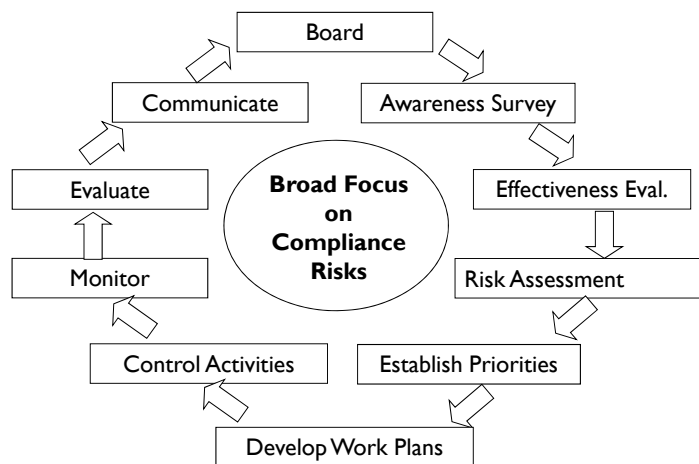 Board
Communicate
Awareness Survey
Evaluate
Broad Focus
on
Compliance
Risks
Effectiveness Eval.
Monitor
Risk Assessment
Control Activities
Establish Priorities
Develop Work Plans